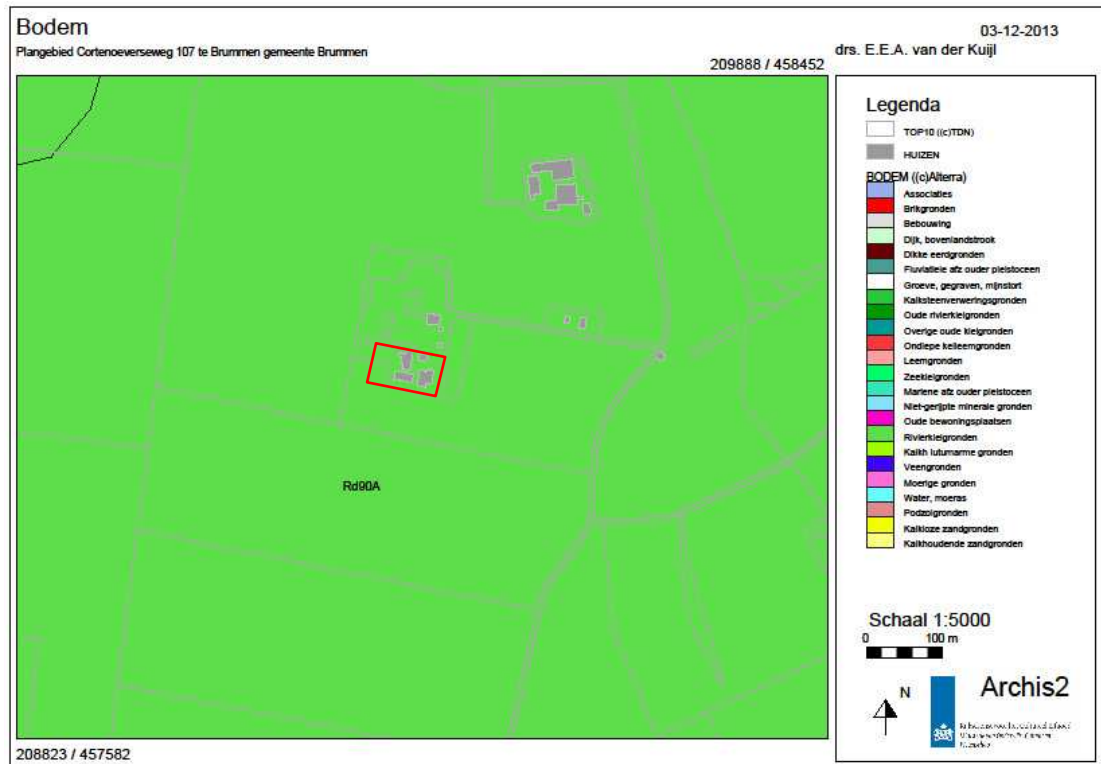 Bodem
Plangebied Cortenoeverseweg 107 te Brummen gemeente Brummen
03-12-2013
drs. E.E.A. van der Kuijl
209888 / 458452
Rd90A
208823 / 457582
Legenda
TOP10 ((c)TDN)
HUIZEN
BODEM ((c)Alterra)
Associaties
Brikgronden
Bebouwing
Dijk, bovenlandstrook
Dikke eerdgronden
Fluviatiele afz ouder pleistoceen
Groeve, gegraven, mijnstort
Kalksteenverweringsgronden
Oude rivierkleigronden
Overige oude kleigronden
Ondiepe keileemgronden
Leemgronden
Zeekleigronden
Mariene afz ouder pleistoceen
Niet-gerijpte minerale gronden
Oude bewoningsplaatsen
Rivierkleigronden
Kalkh lutumarme gronden
Veengronden
Moerige gronden
Water, moeras
Podzolgronden
Kalkloze zandgronden
Kalkhoudende zandgronden
Schaal 1:5000
0 100 m
N
Archis2